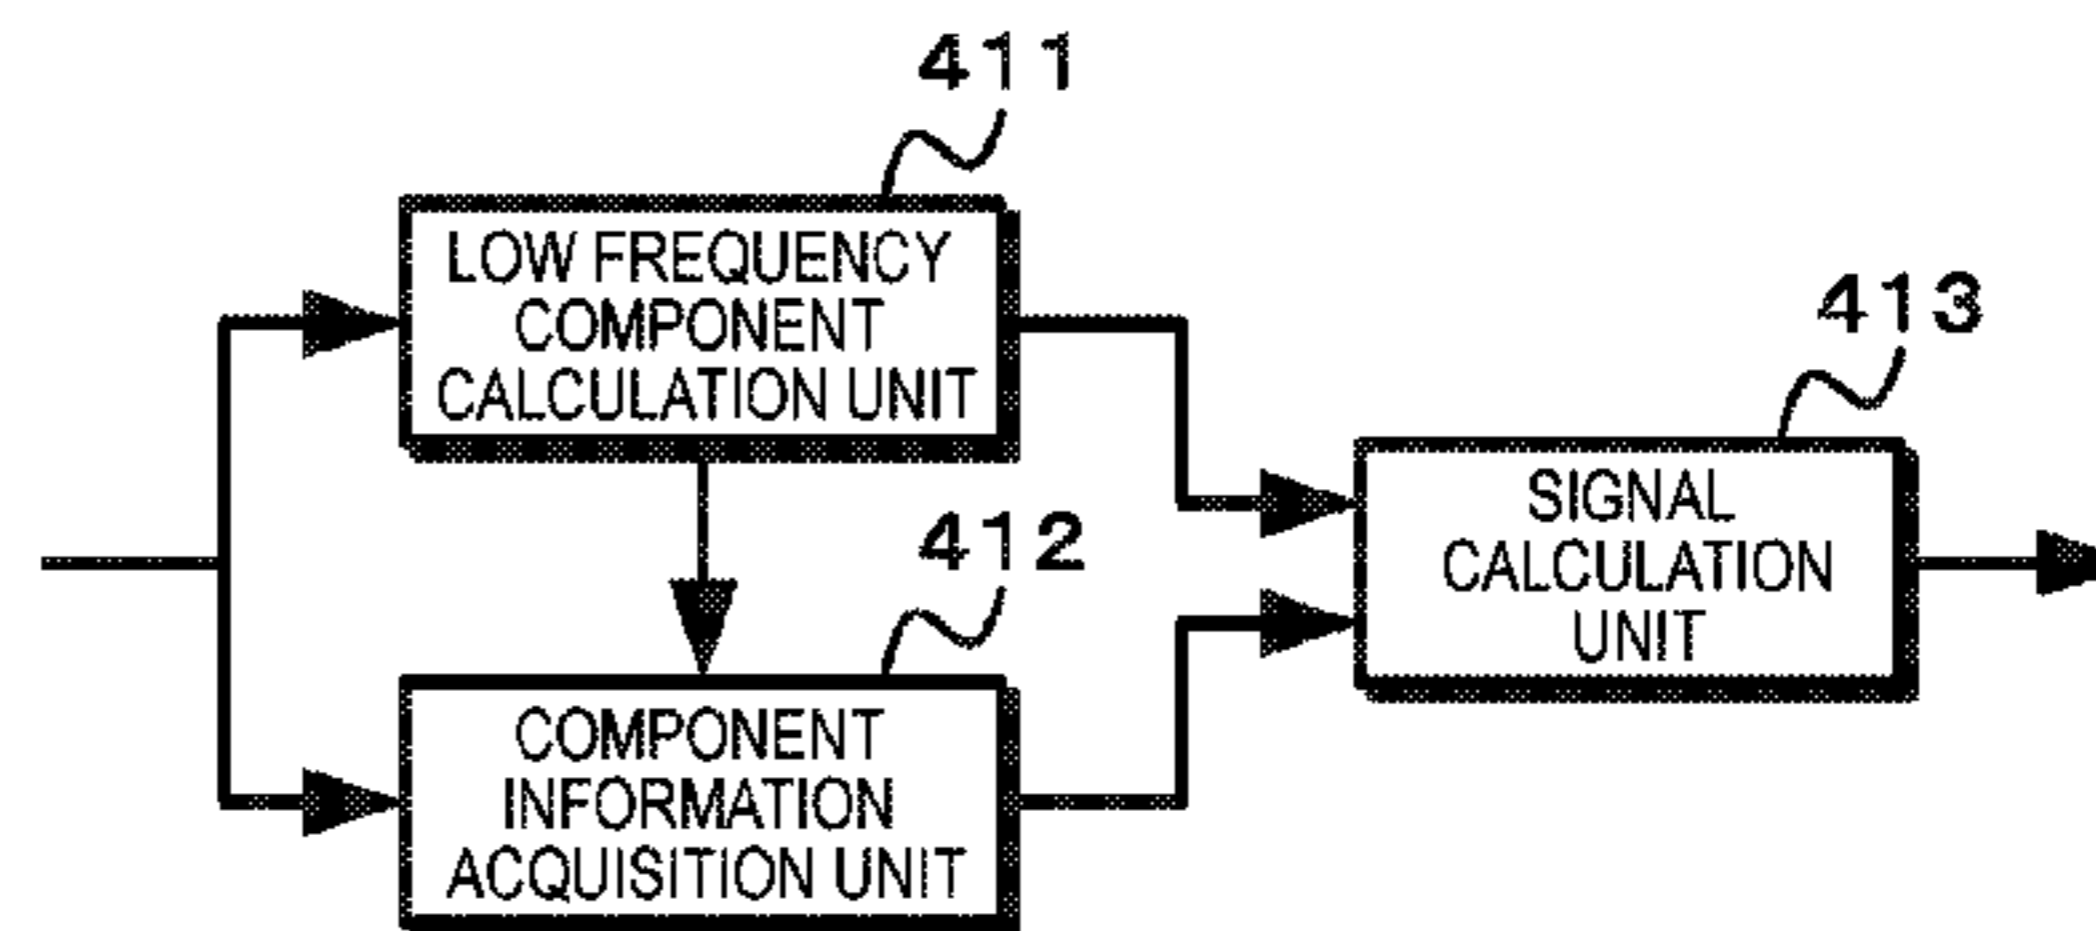 411
LOW FREQUENCY
COMPONENT
CALCULATION UNIT
413
SIGNAL
CALCULATION
UNIT
412
COMPONENT
INFORMATION
ACQUISITION UNIT